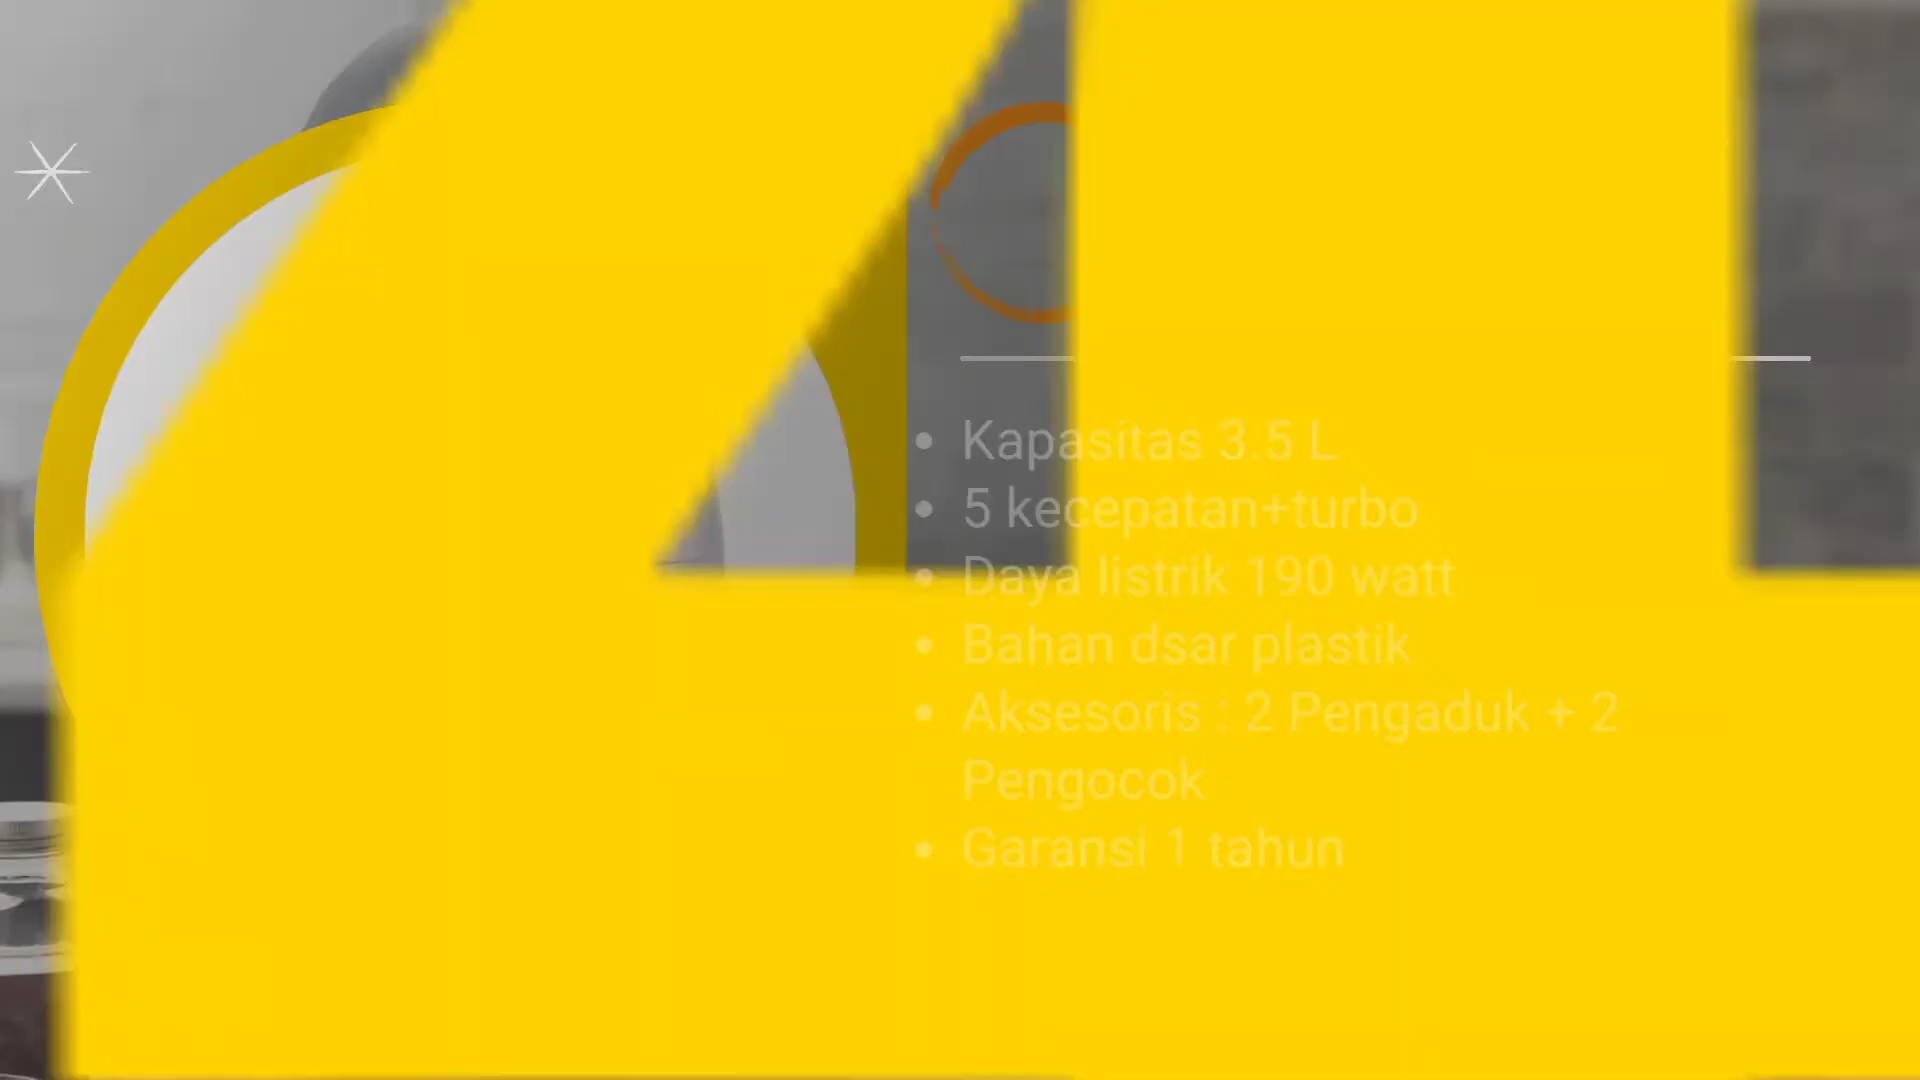 4
• Kapasitas 3.5 L
• 5 kecepatan+turbo
• Daya listrik 190 watt
• Bahan dsar plastik
• Aksesoris : 2 Pengaduk + 2
Pengocok
• Garansi 1 tahun